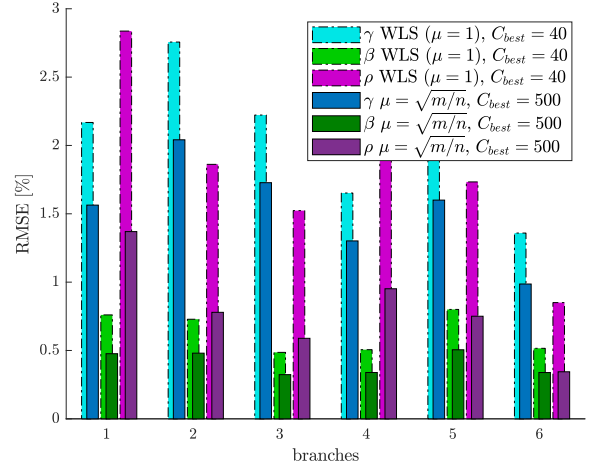 3
2.5
2
1.5
1
0.5
0
RMSE [%]
γ WLS (μ = 1), C_best = 40
β WLS (μ = 1), C_best = 40
ρ WLS (μ = 1), C_best = 40
γ μ = √m/n, C_best = 500
β μ = √m/n, C_best = 500
ρ μ = √m/n, C_best = 500
1 2 3 4 5 6
branches